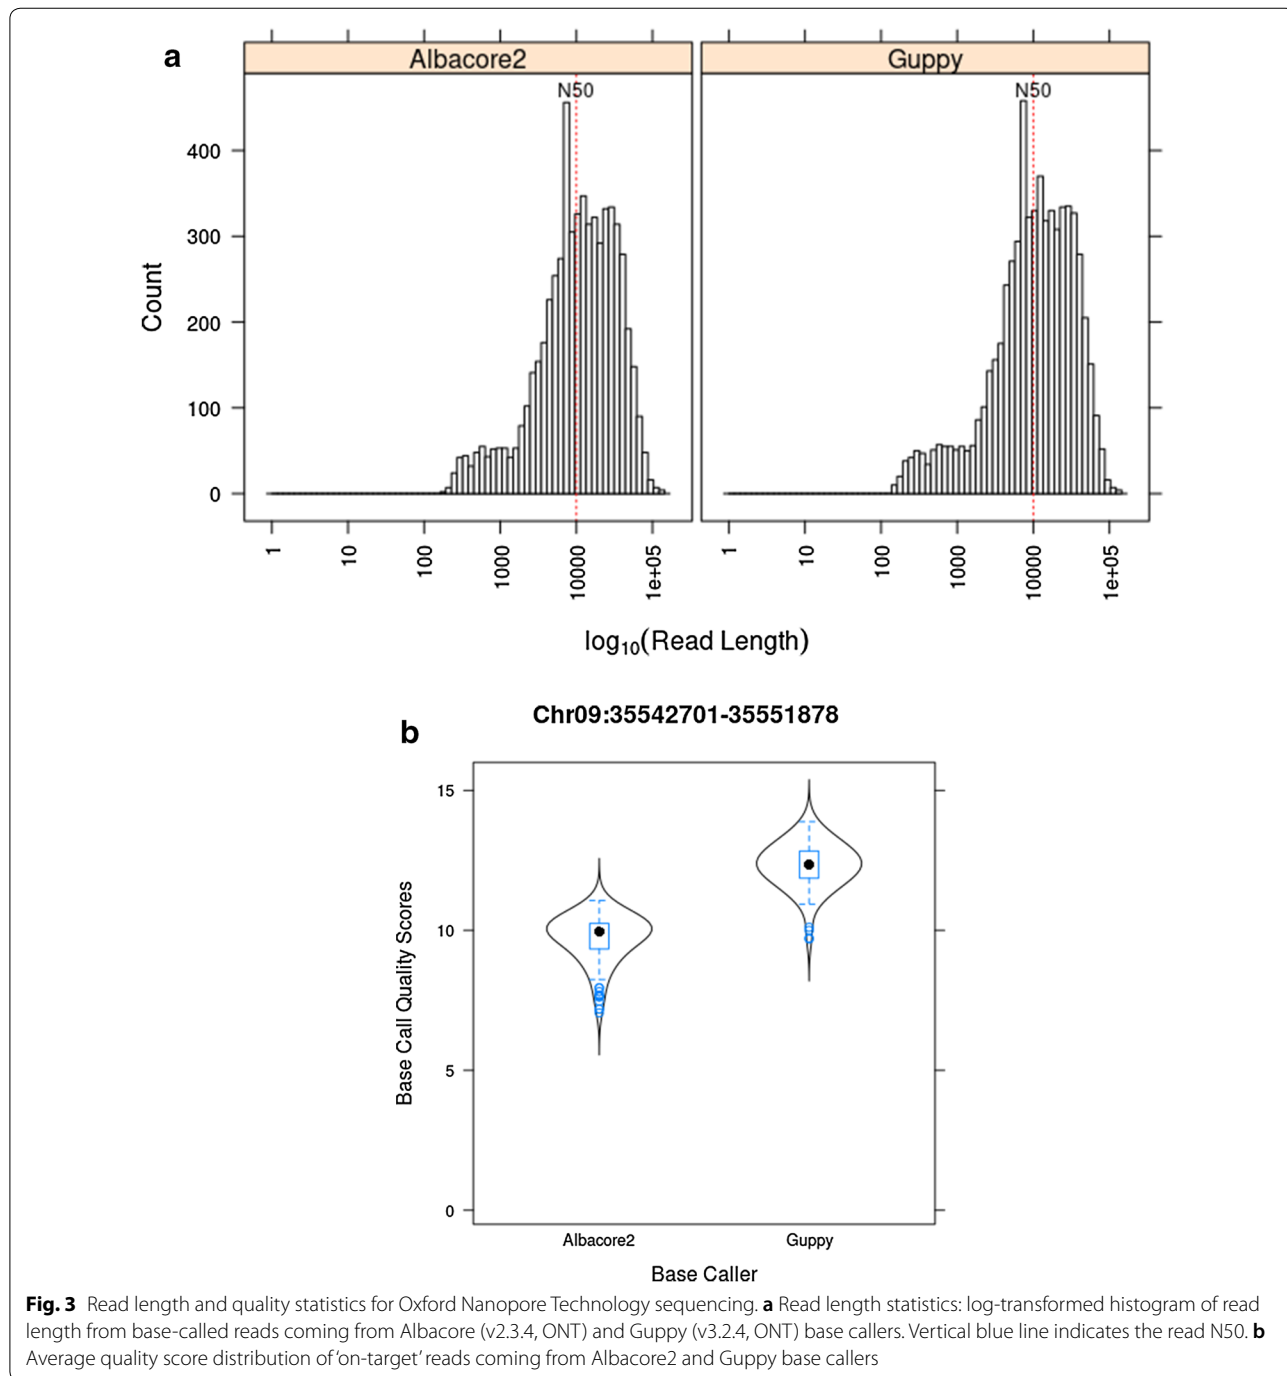 a
Albacore2 Guppy
N50 N50
400
300
200
100
0
Count
1 10 100 1000 10000 1e+05 1 10 100 1000 10000 1e+05
log10(Read Length)
Chr09:35542701-35551878
b
15
10
5
0
Base Call Quality Scores
Albacore2 Guppy
Base Caller
Fig. 3 Read length and quality statistics for Oxford Nanopore Technology sequencing. a Read length statistics: log-transformed histogram of read
length from base-called reads coming from Albacore (v2.3.4, ONT) and Guppy (v3.2.4, ONT) base callers. Vertical blue line indicates the read N50. b
Average quality score distribution of ‘on-target’ reads coming from Albacore2 and Guppy base callers